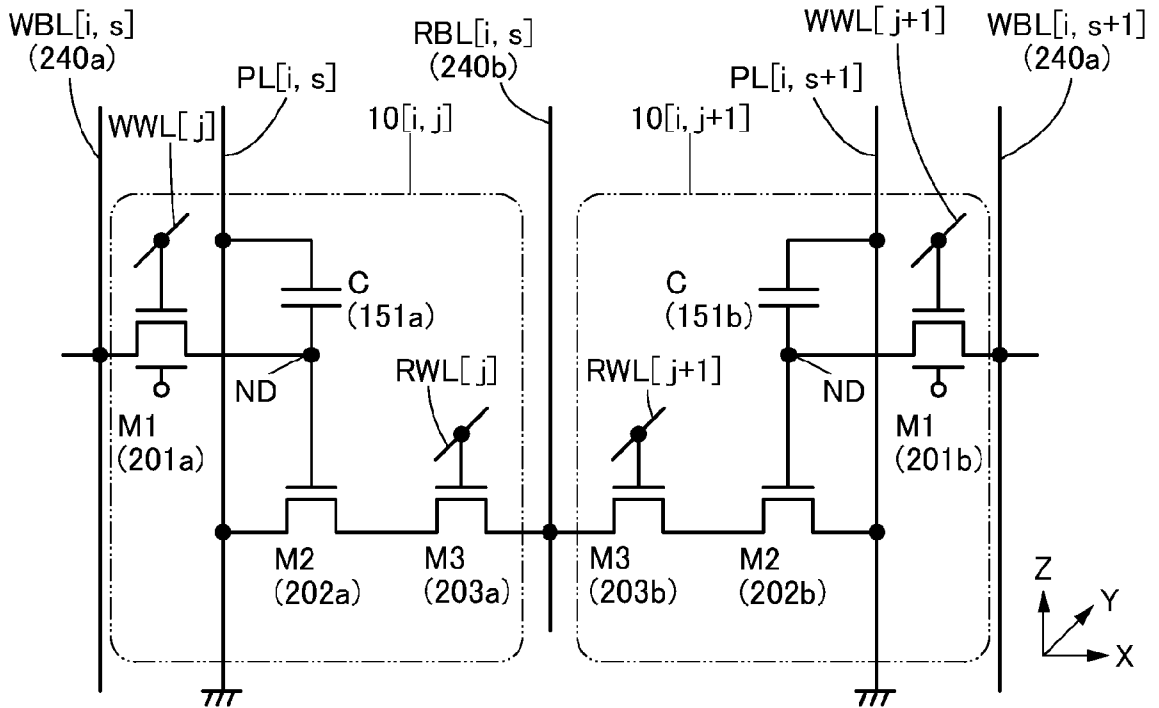 WBL[i, s]
(240a)
PL[i, s]
WWL[ j]
10[i, j]
RBL[i, s]
(240b)
WWL[ j+1]
WBL[i, s+1]
(240a)
PL[i, s+1]
10[i, j+1]
C
(151a)
C
(151b)
ND
RWL[ j]
RWL[ j+1]
ND
M1
(201a)
M1
(201b)
M2
(202a)
M3
(203a)
M3
(203b)
M2
(202b)
Z
Y
X